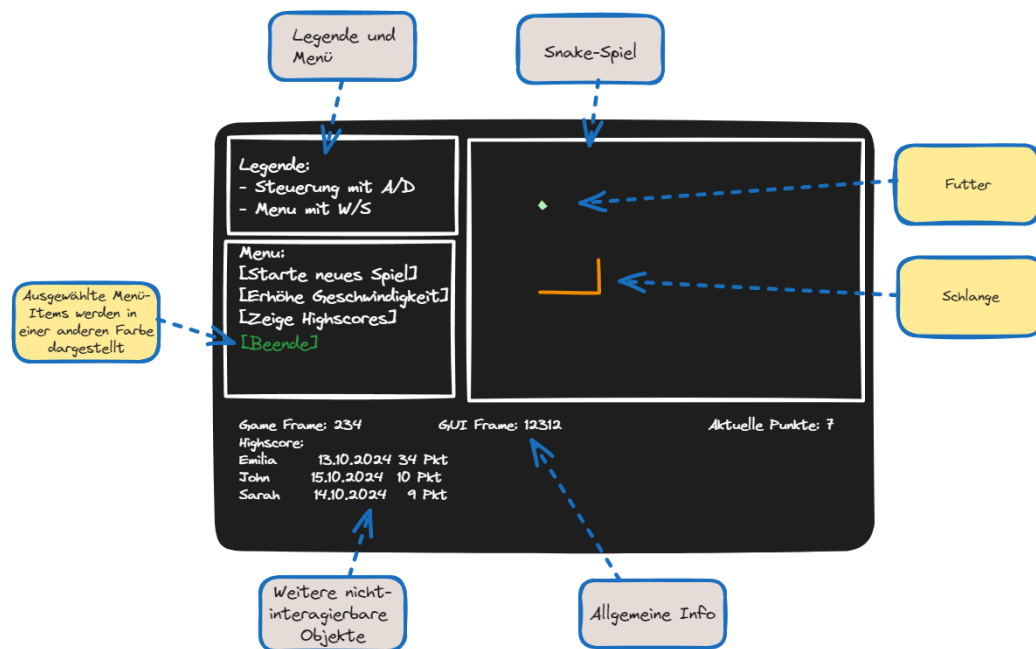 Legende und
Menü
Snake-Spiel
Legende:
- Steuerung mit A/D
- Menu mit W/S
Menu:
[Starte neues Spiel]
[Erhöhe Geschwindigkeit]
[Zeige Highscores]
[Beende]
Futter
Schlange
Ausgewählte Menü-
Items werden in
einer anderen Farbe
dargestellt
Game Frame: 234 GUI Frame: 12312 Aktuelle Punkte: 7
Highscore:
Emilia 13.10.2024 34 Pkt
John 15.10.2024 10 Pkt
Sarah 14.10.2024 9 Pkt
Weitere nicht-
interagierbare
Objekte
Allgemeine Info